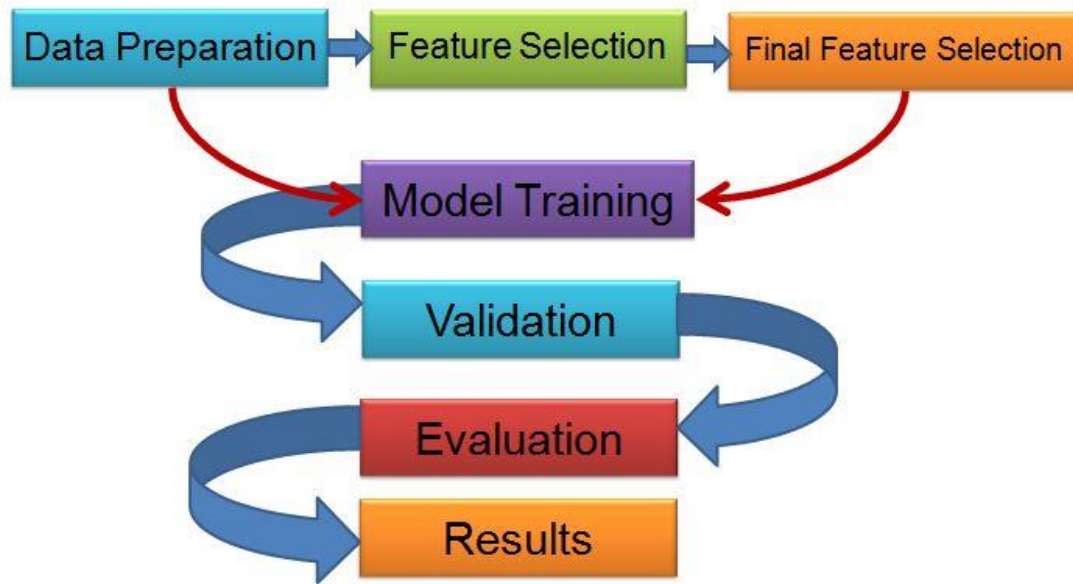 Data Preparation
Feature Selection
Final Feature Selection
Model Training
Validation
Evaluation
Results